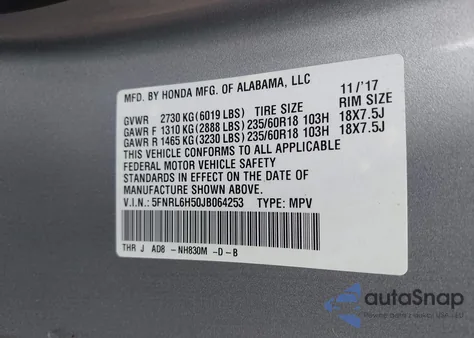 MFD. BY HONDA MFG. OF ALABAMA, LLC 11/'17
GVWR 2730 KG(6019 LBS) TIRE SIZE RIM SIZE
GAWR F 1310 KG(2888 LBS) 235/60R18 103H 18X7.5J
GAWR R 1465 KG(3230 LBS) 235/60R18 103H 18X7.5J
THIS VEHICLE CONFORMS TO ALL APPLICABLE
FEDERAL MOTOR VEHICLE SAFETY
STANDARDS IN EFFECT ON THE DATE OF
MANUFACTURE SHOWN ABOVE.
V.I.N.: 5FNRL6H50JB064253 TYPE: MPV
THR J AD8 -NH830M -D-B
autoSnap